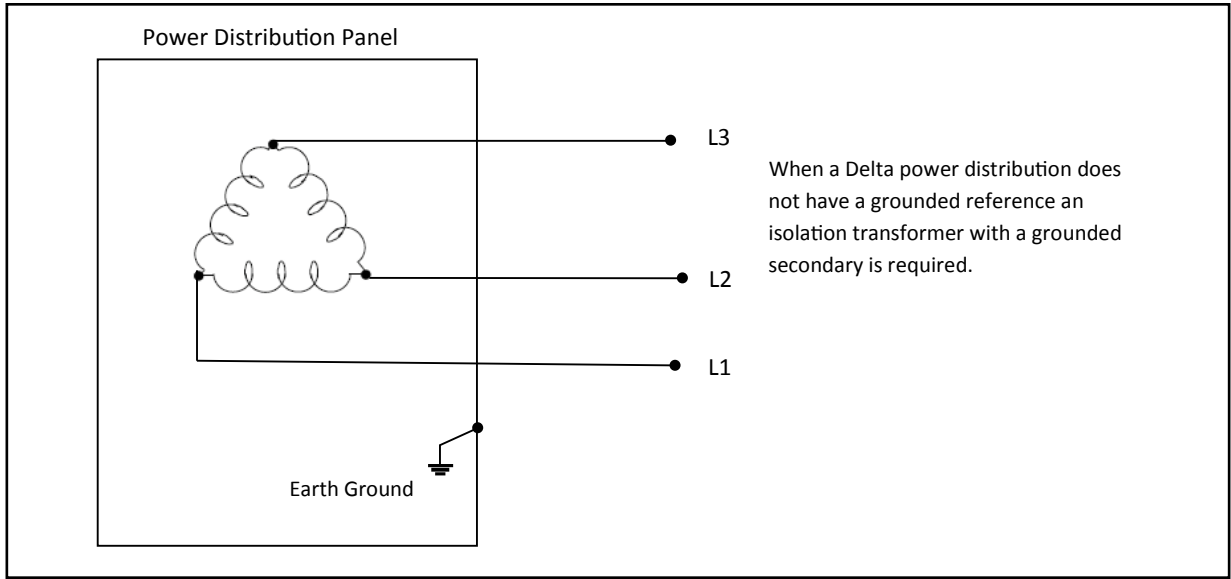 Power Distribution Panel
L3
When a Delta power distribution does
not have a grounded reference an
isolation transformer with a grounded
secondary is required.
L2
L1
Earth Ground